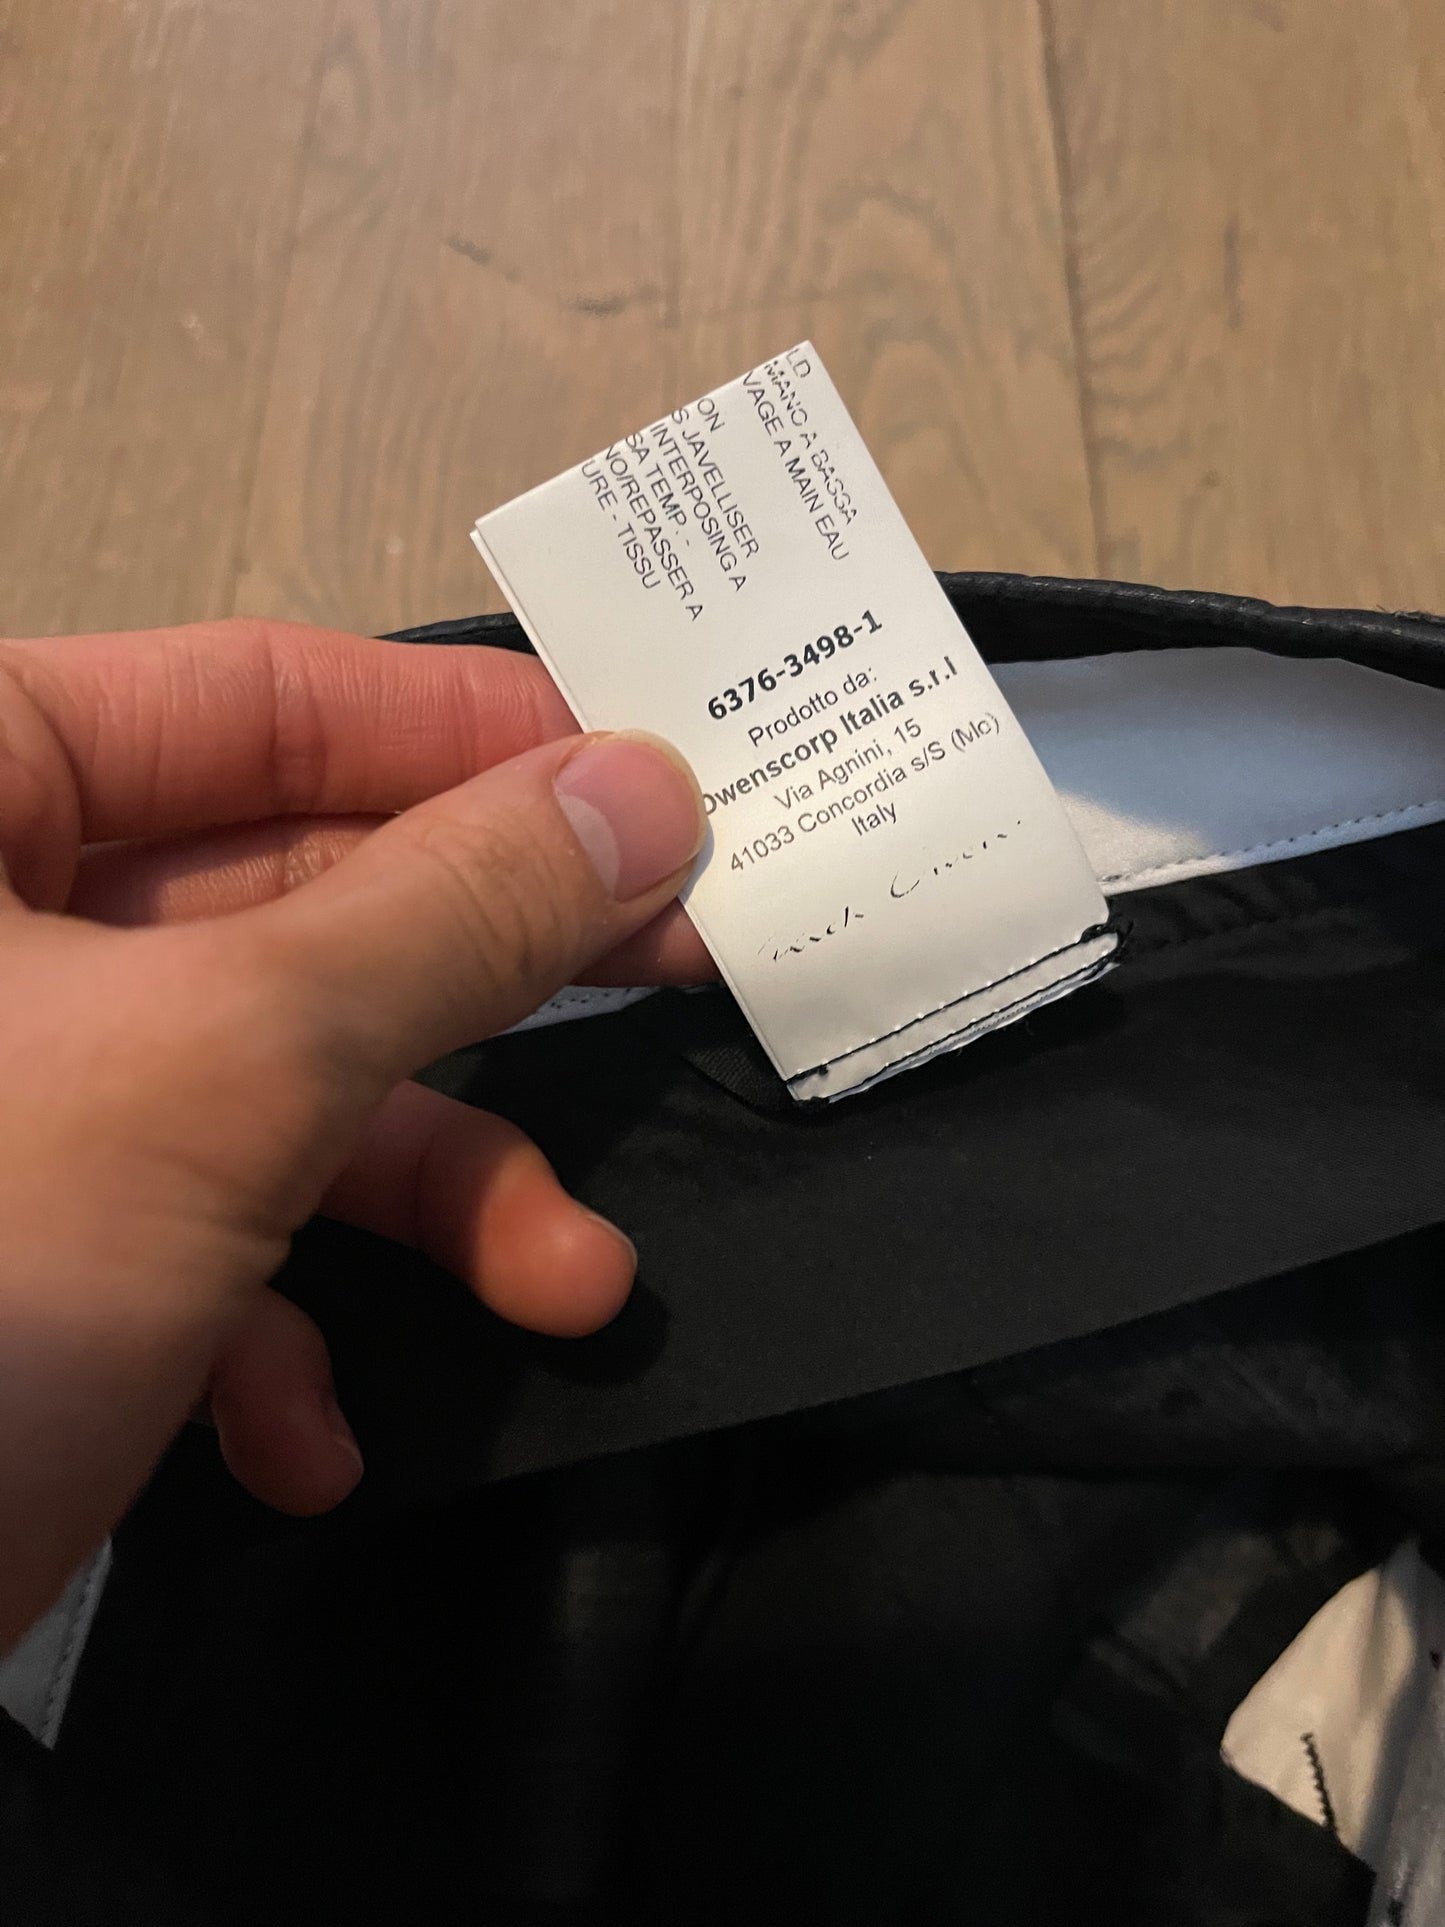 LD
MANO A BASSA
VAGE A MAIN EAU
ON
S JAVELLISER
INTERPOSING A
SA TEMP. -
NO/REPASSER A
URE - TISSU
6376-3498-1
Prodotto da:
Owenscorp Italia s.r.l
Via Agnini, 15
41033 Concordia s/S (Mo)
Italy